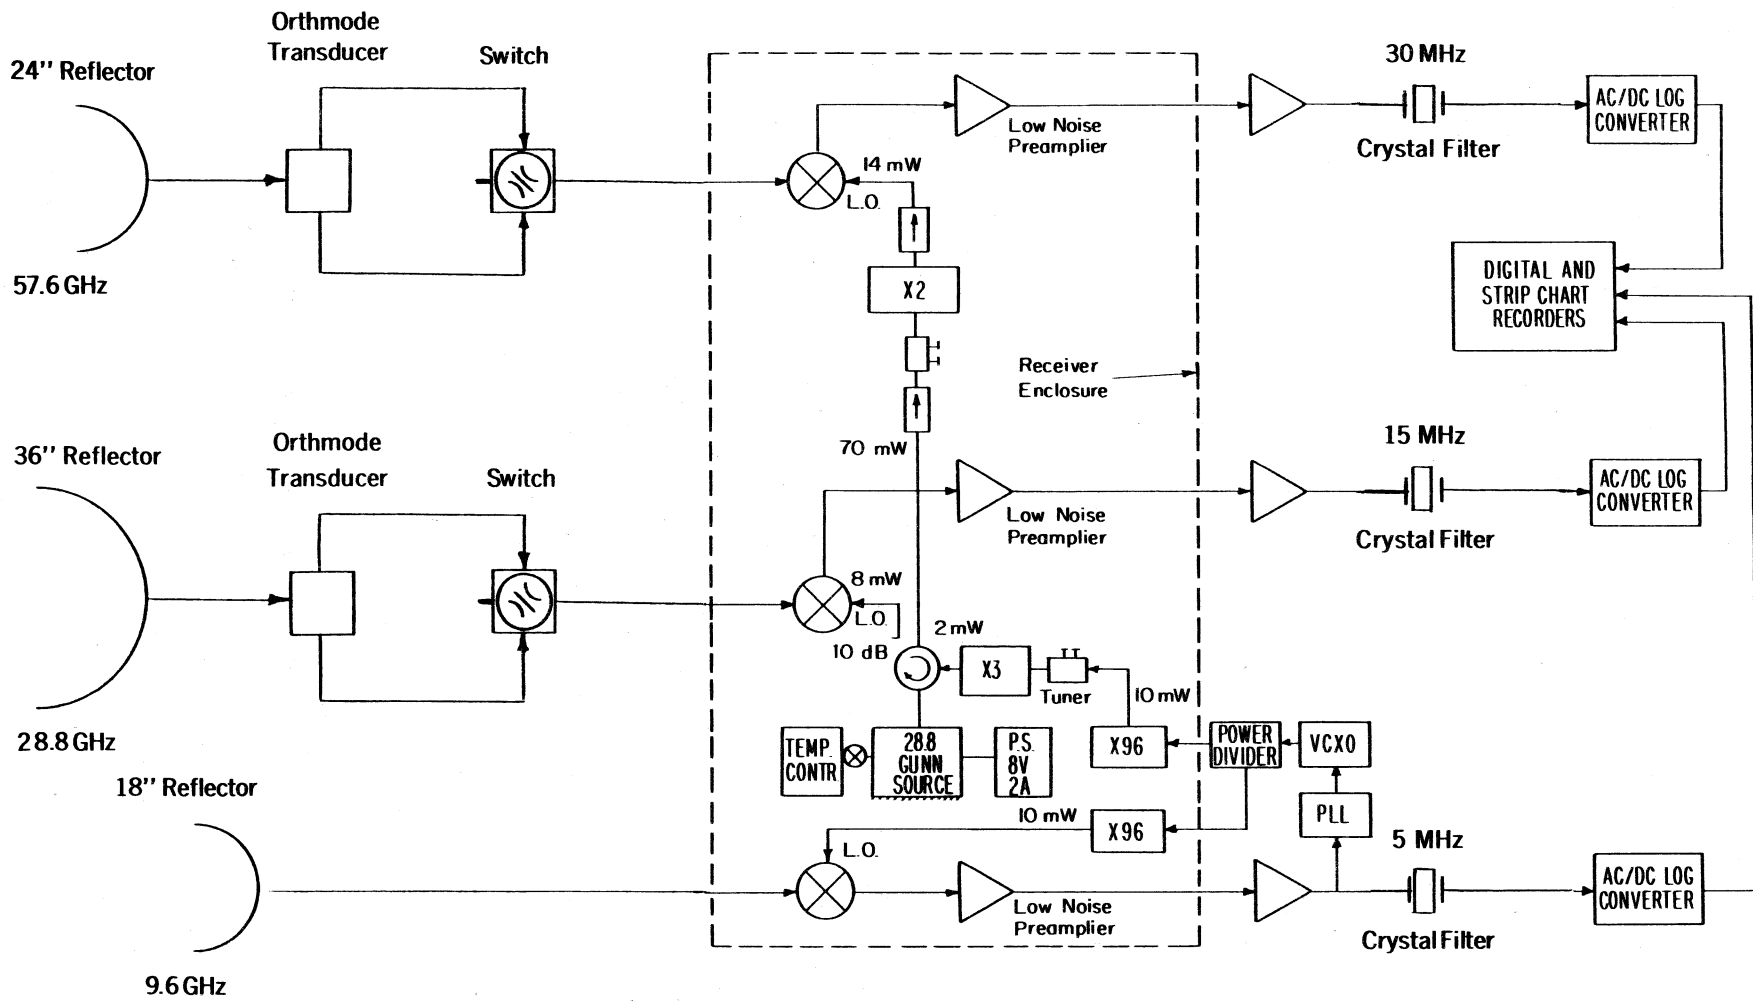 Orthmode
Transducer
Switch
24" Reflector
57.6 GHz
14 mW
L.O.
X2
70 mW
Low Noise
Preamplier
30 MHz
Crystal Filter
AC/DC LOG
CONVERTER
DIGITAL AND
STRIP CHART
RECORDERS
Receiver
Enclosure
36" Reflector
Orthmode
Transducer
Switch
28.8 GHz
8 mW
L.O.
10 dB
2 mW
X3
Tuner
10 mW
Low Noise
Preamplier
15 MHz
Crystal Filter
AC/DC LOG
CONVERTER
TEMP.
CONTR
28.8
GUNN
SOURCE
P.S.
8V
2A
X96
POWER
DIVIDER
VCXO
PLL
18" Reflector
9.6 GHz
10 mW
X96
L.O.
Low Noise
Preamplier
5 MHz
Crystal Filter
AC/DC LOG
CONVERTER